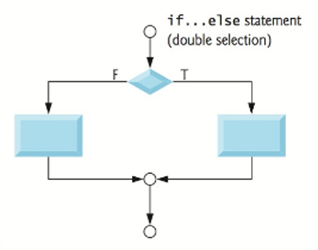 if...else statement
(double selection)
F T